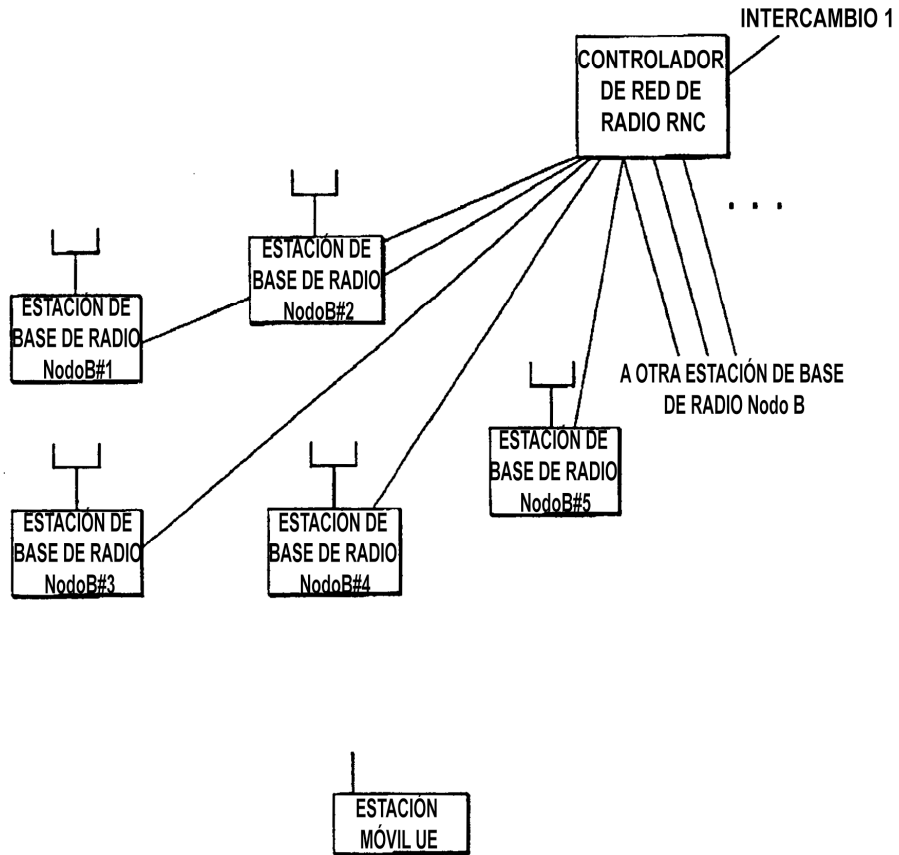 INTERCAMBIO 1
CONTROLADOR
DE RED DE
RADIO RNC
. . .
ESTACIÓN DE
BASE DE RADIO
NodoB#2
ESTACIÓN DE
BASE DE RADIO
NodoB#1
A OTRA ESTACIÓN DE BASE
DE RADIO Nodo B
ESTACIÓN DE
BASE DE RADIO
NodoB#5
ESTACIÓN DE
BASE DE RADIO
NodoB#3
ESTACIÓN DE
BASE DE RADIO
NodoB#4
ESTACIÓN
MÓVIL UE